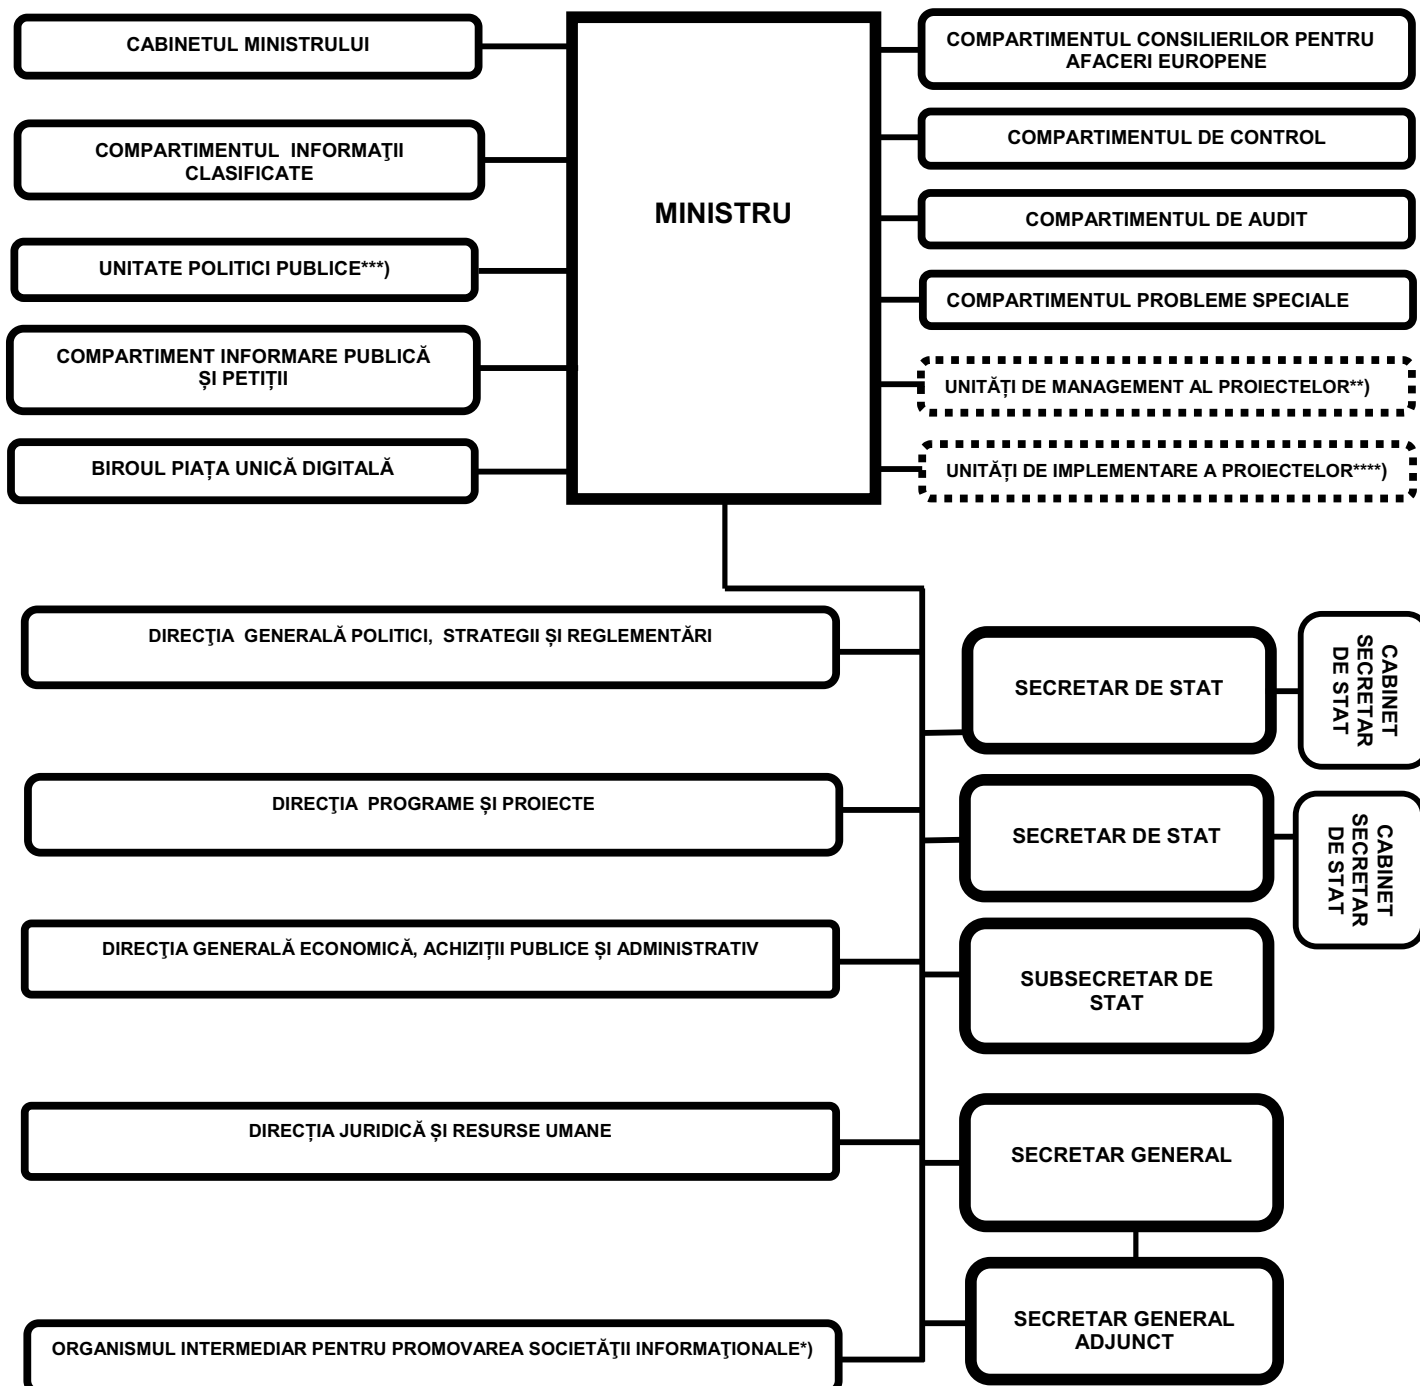 CABINETUL MINISTRULUI
COMPARTIMENTUL INFORMAŢII
CLASIFICATE
UNITATE POLITICI PUBLICE***)
COMPARTIMENT INFORMARE PUBLICĂ
ȘI PETIȚII
BIROUL PIAȚA UNICĂ DIGITALĂ
MINISTRU
COMPARTIMENTUL CONSILIERILOR PENTRU
AFACERI EUROPENE
COMPARTIMENTUL DE CONTROL
COMPARTIMENTUL DE AUDIT
COMPARTIMENTUL PROBLEME SPECIALE
UNITĂȚI DE MANAGEMENT AL PROIECTELOR**)
UNITĂȚI DE IMPLEMENTARE A PROIECTELOR****)
DIRECŢIA GENERALĂ POLITICI, STRATEGII ȘI REGLEMENTĂRI
DIRECŢIA PROGRAME ȘI PROIECTE
DIRECŢIA GENERALĂ ECONOMICĂ, ACHIZIȚII PUBLICE ȘI ADMINISTRATIV
DIRECȚIA JURIDICĂ ȘI RESURSE UMANE
ORGANISMUL INTERMEDIAR PENTRU PROMOVAREA SOCIETĂŢII INFORMAŢIONALE*)
SECRETAR DE STAT
CABINET
SECRETAR
DE STAT
SECRETAR DE STAT
CABINET
SECRETAR
DE STAT
SUBSECRETAR DE
STAT
SECRETAR GENERAL
SECRETAR GENERAL
ADJUNCT